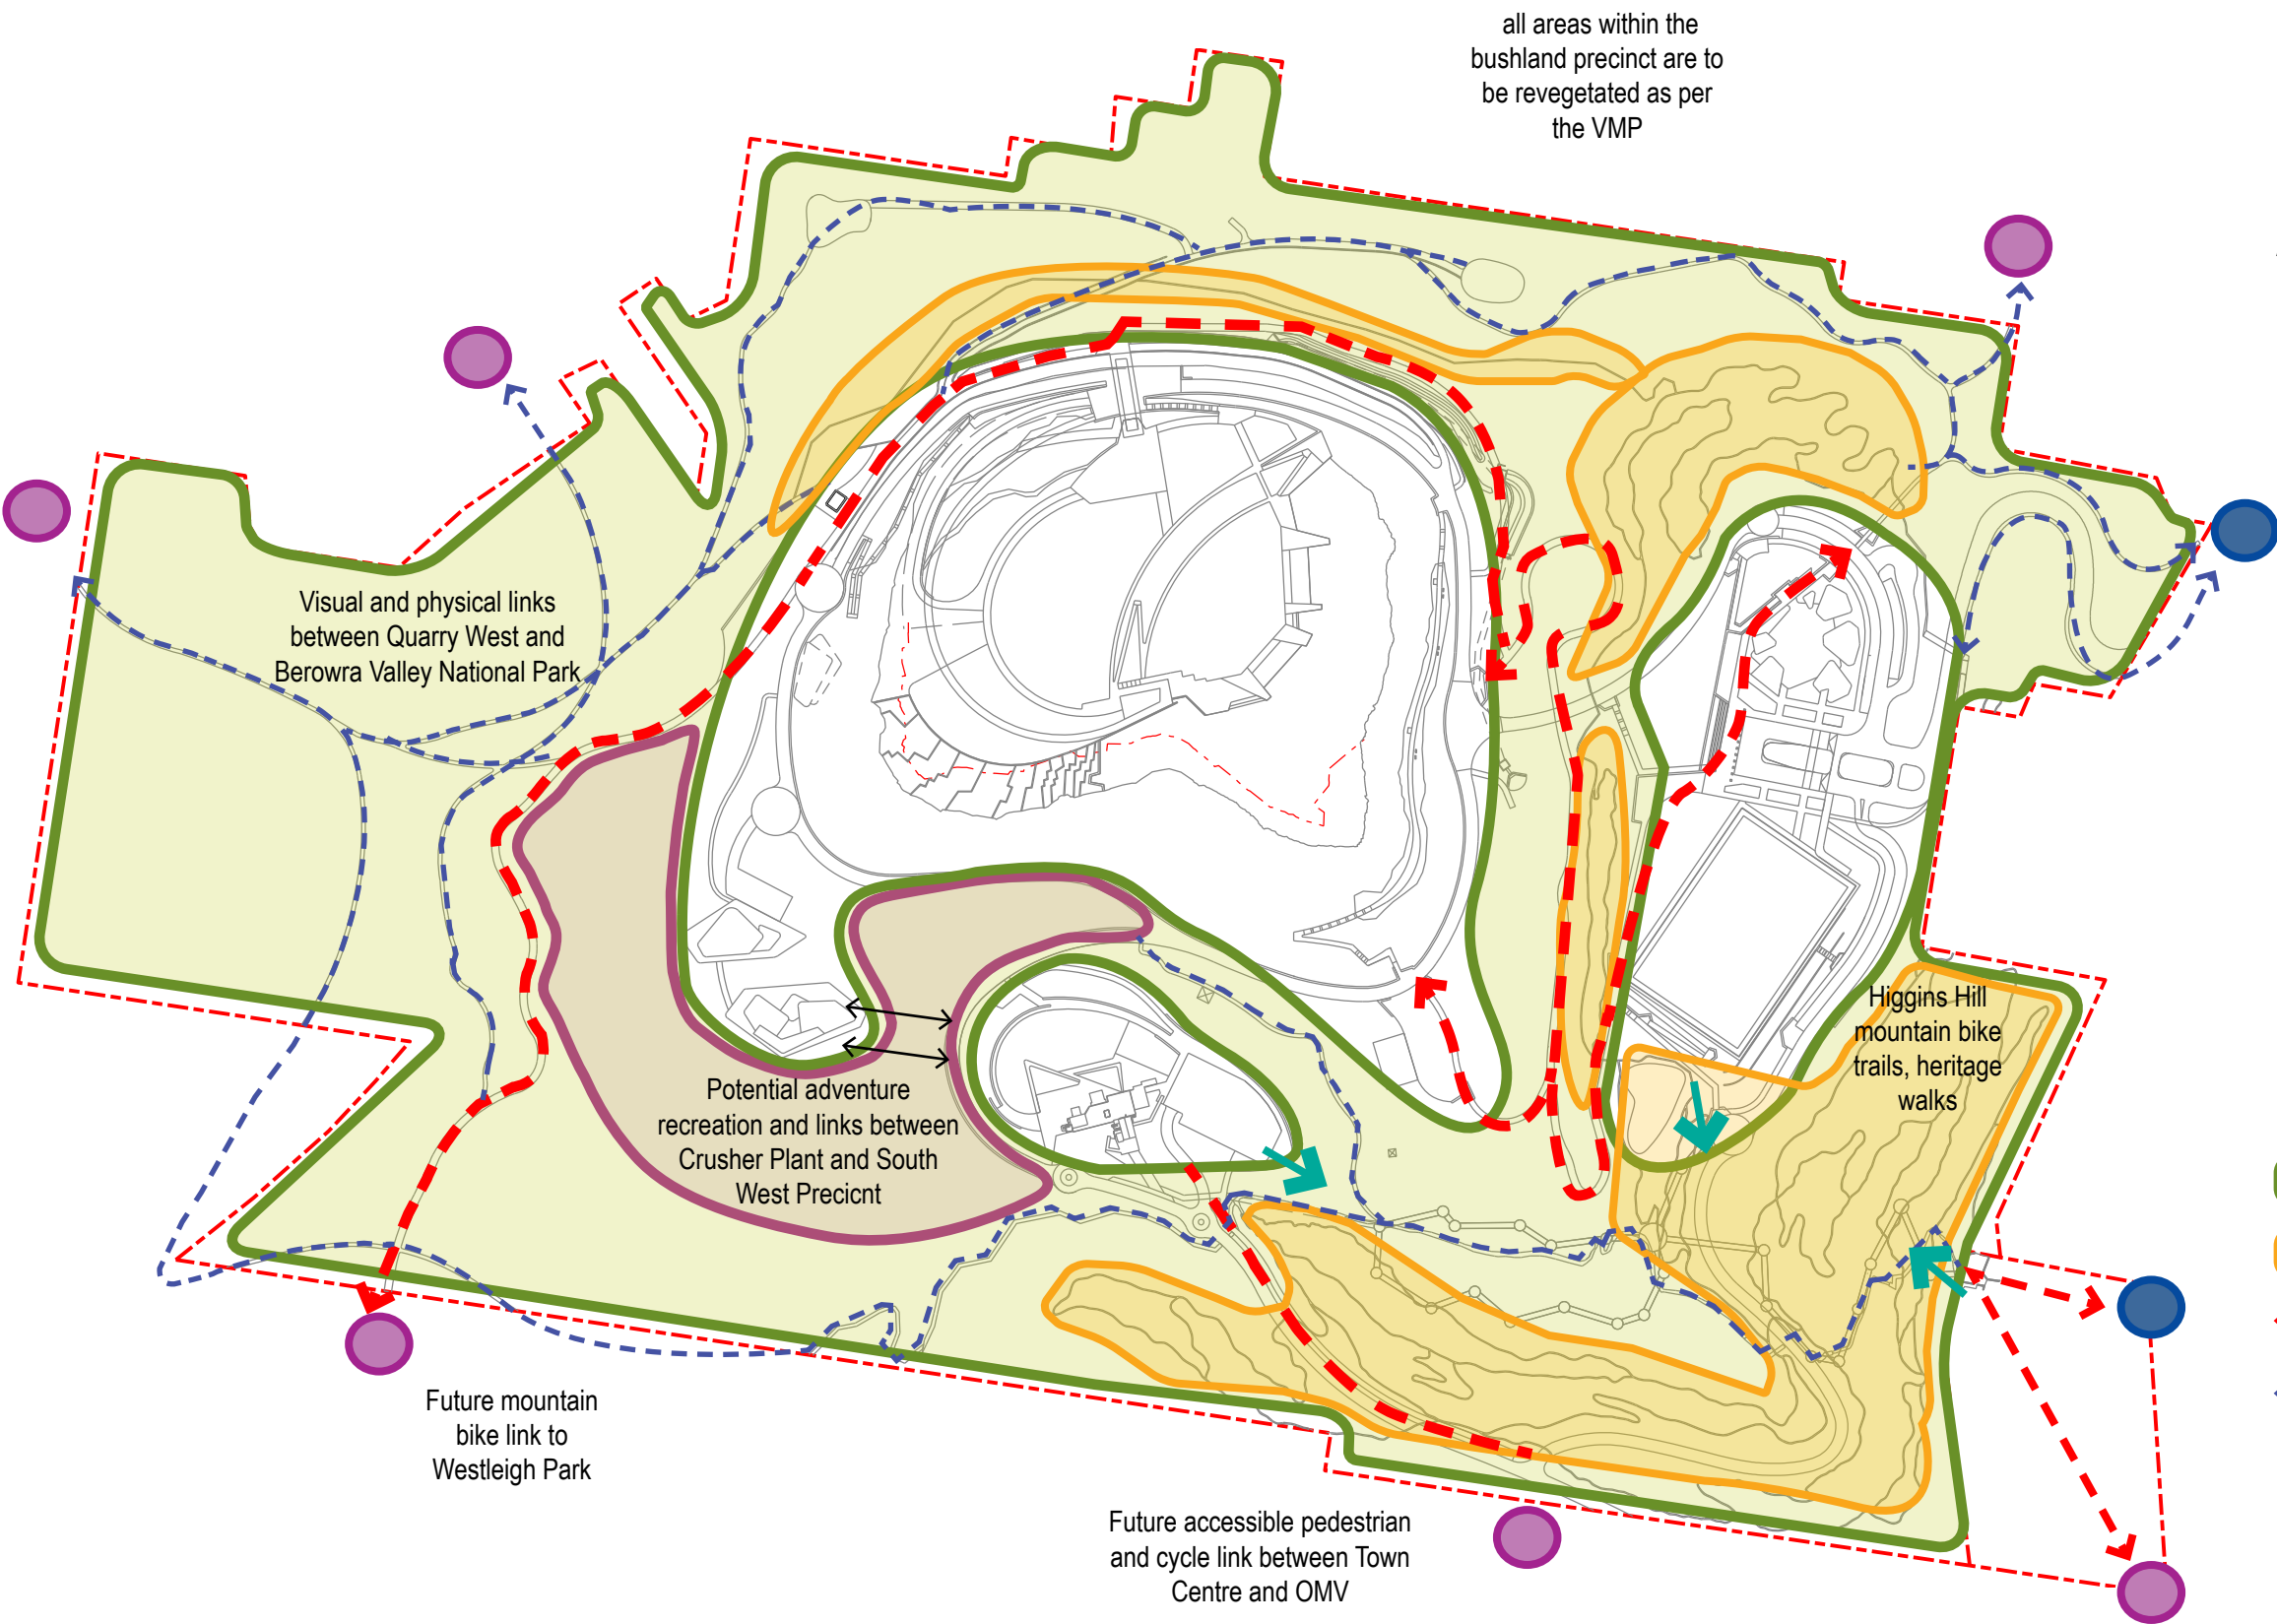 all areas within the
bushland precinct are to
be revegetated as per
the VMP
Visual and physical links
between Quarry West and
Berowra Valley National Park
Higgins Hill
mountain bike
trails, heritage
walks
Potential adventure
recreation and links between
Crusher Plant and South
West Precicnt
Future mountain
bike link to
Westleigh Park
Future accessible pedestrian
and cycle link between Town
Centre and OMV